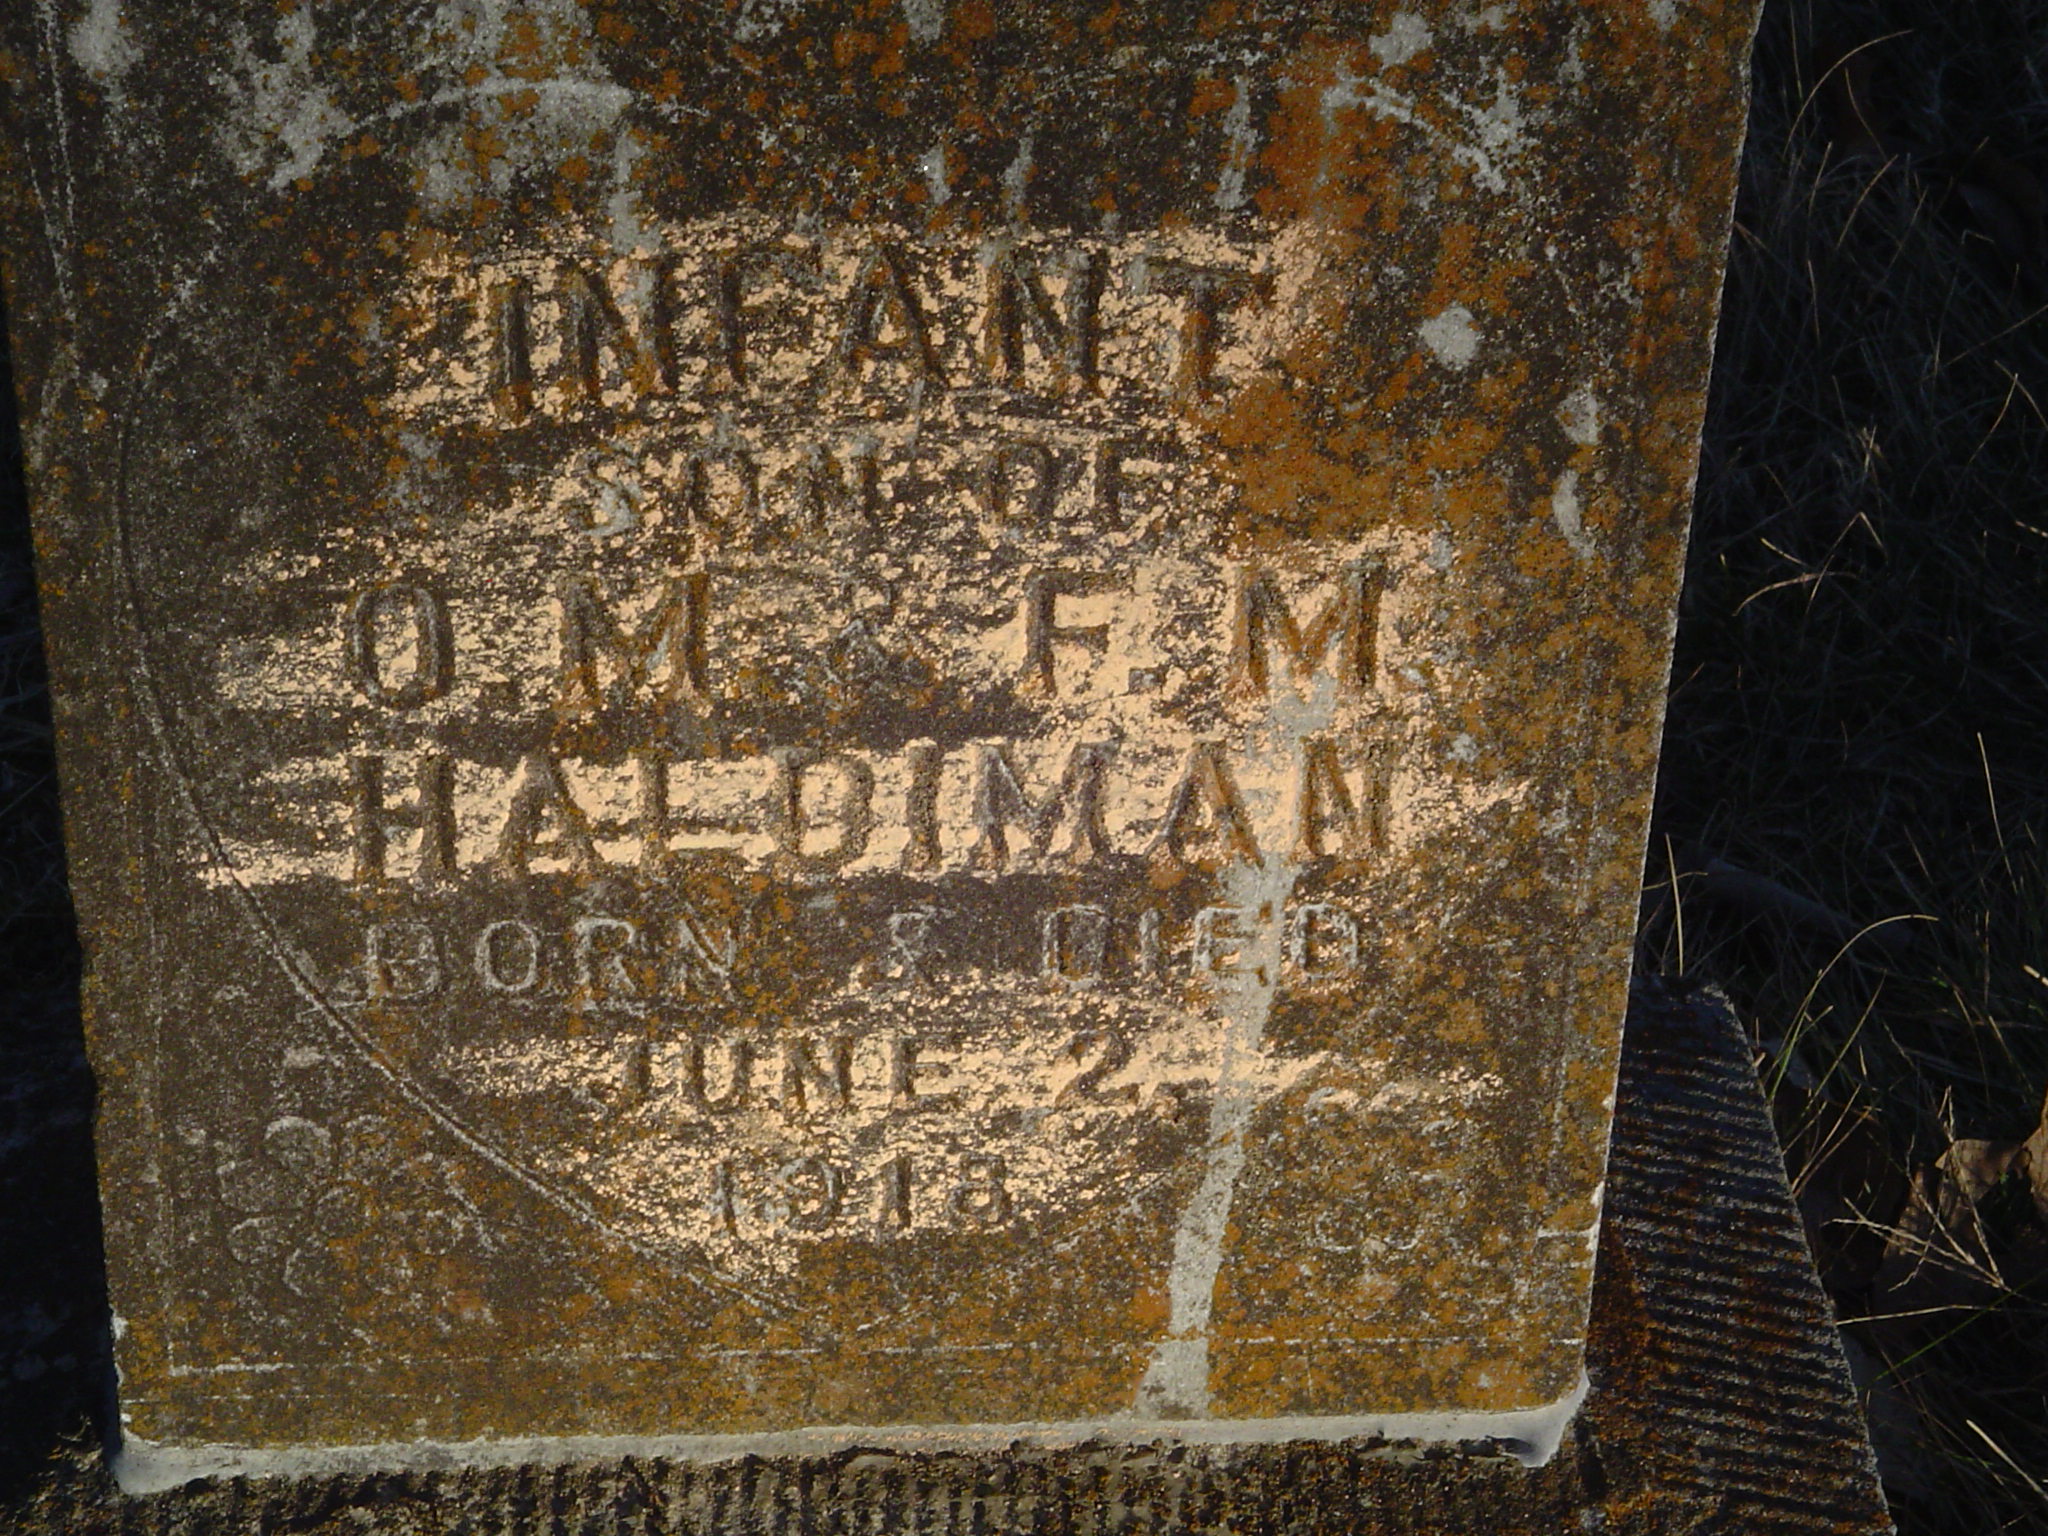 INFANT
SON OF
O. M. & F. M.
HALDIMAN
BORN & DIED
JUNE 2,
1918